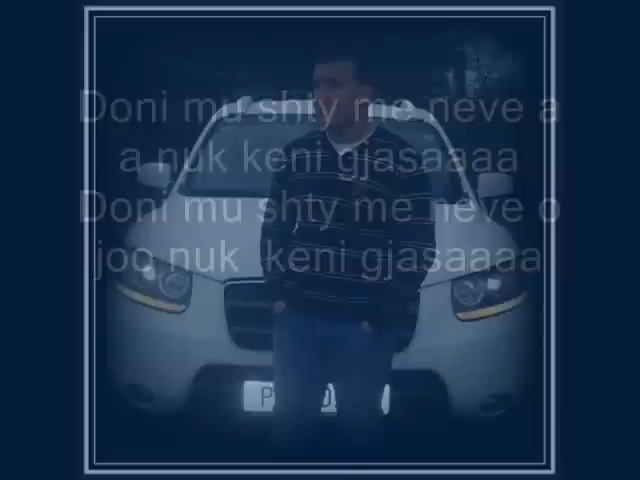 Doni mu shty me neve a
a nuk keni gjasaaaa
Doni mu shty me neve o
joo nuk keni gjasaaaa